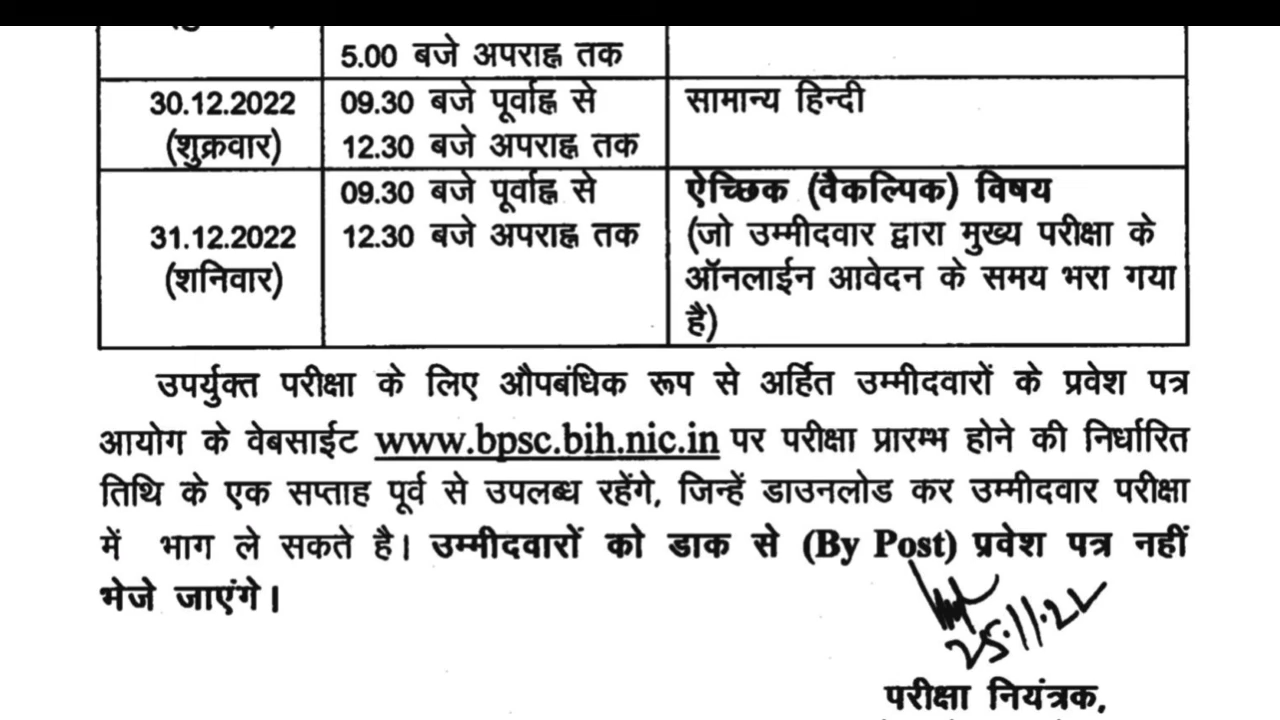 5.00 बजे अपराह्न तक
30.12.2022
(शुक्रवार)
09.30 बजे पूर्वाह्न से
12.30 बजे अपराह्न तक
सामान्य हिन्दी
31.12.2022
(शनिवार)
09.30 बजे पूर्वाह्न से
12.30 बजे अपराह्न तक
ऐच्छिक (वैकल्पिक) विषय
(जो उम्मीदवार द्वारा मुख्य परीक्षा के
ऑनलाईन आवेदन के समय भरा गया
है)
उपर्युक्त परीक्षा के लिए औपबंधिक रूप से अर्हित उम्मीदवारों के प्रवेश पत्र
आयोग के वेबसाईट www.bpsc.bih.nic.in पर परीक्षा प्रारम्भ होने की निर्धारित
तिथि के एक सप्ताह पूर्व से उपलब्ध रहेंगे, जिन्हें डाउनलोड कर उम्मीदवार परीक्षा
में भाग ले सकते है। उम्मीदवारों को डाक से (By Post) प्रवेश पत्र नहीं
भेजे जाएंगे।
25.11.22
परीक्षा नियंत्रक,